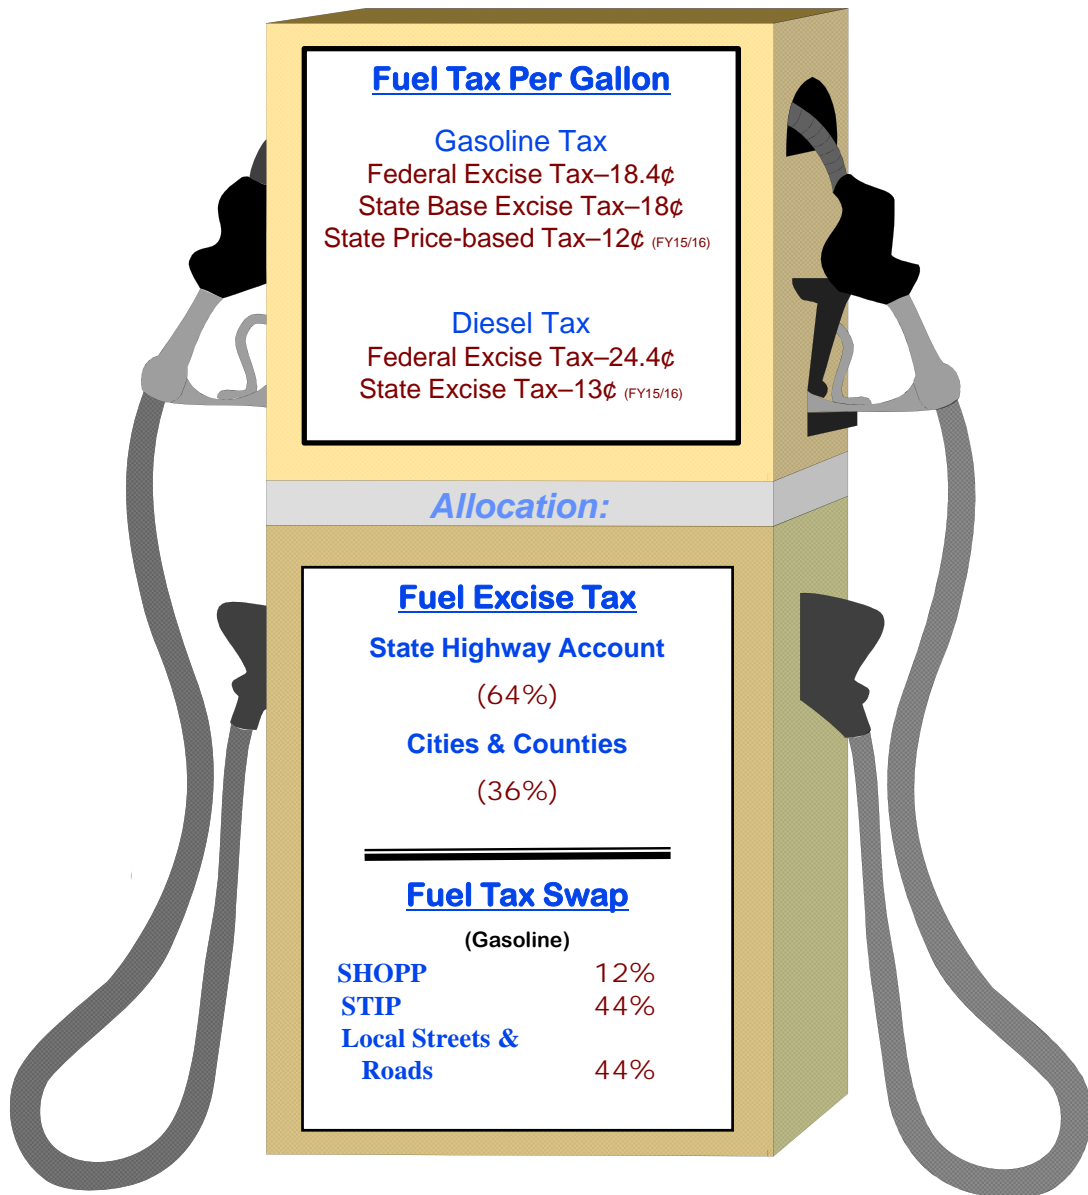 Fuel Tax Per Gallon
Gasoline Tax
Federal Excise Tax–18.4¢
State Base Excise Tax–18¢
State Price-based Tax–12¢ (FY15/16)
Diesel Tax
Federal Excise Tax–24.4¢
State Excise Tax–13¢ (FY15/16)
Allocation:
Fuel Excise Tax
State Highway Account
(64%)
Cities & Counties
(36%)
Fuel Tax Swap
(Gasoline)
SHOPP 12%
STIP 44%
Local Streets &
Roads 44%